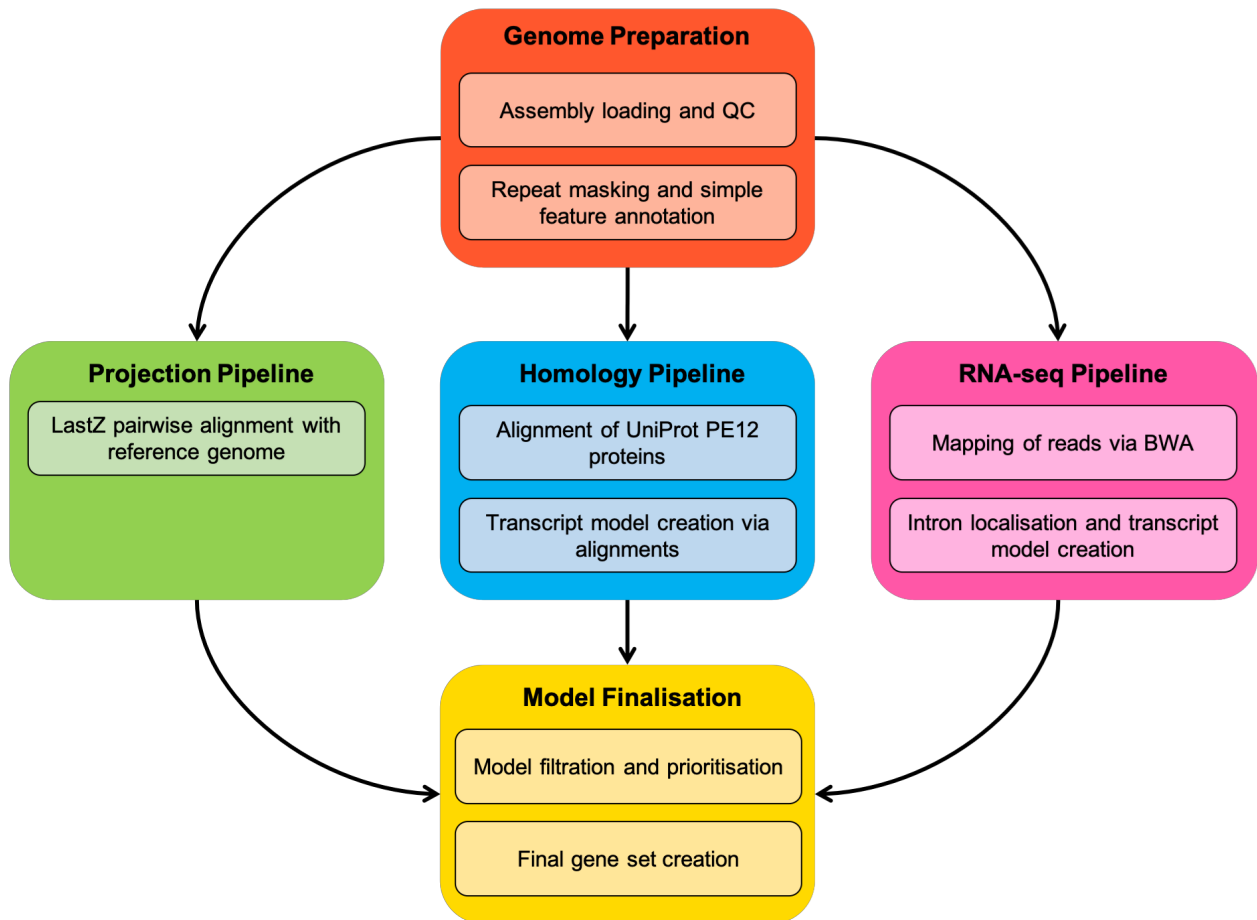 Genome Preparation
Assembly loading and QC
Repeat masking and simple
feature annotation
Projection Pipeline
LastZ pairwise alignment with
reference genome
Homology Pipeline
Alignment of UniProt PE12
proteins
Transcript model creation via
alignments
RNA-seq Pipeline
Mapping of reads via BWA
Intron localisation and transcript
model creation
Model Finalisation
Model filtration and prioritisation
Final gene set creation